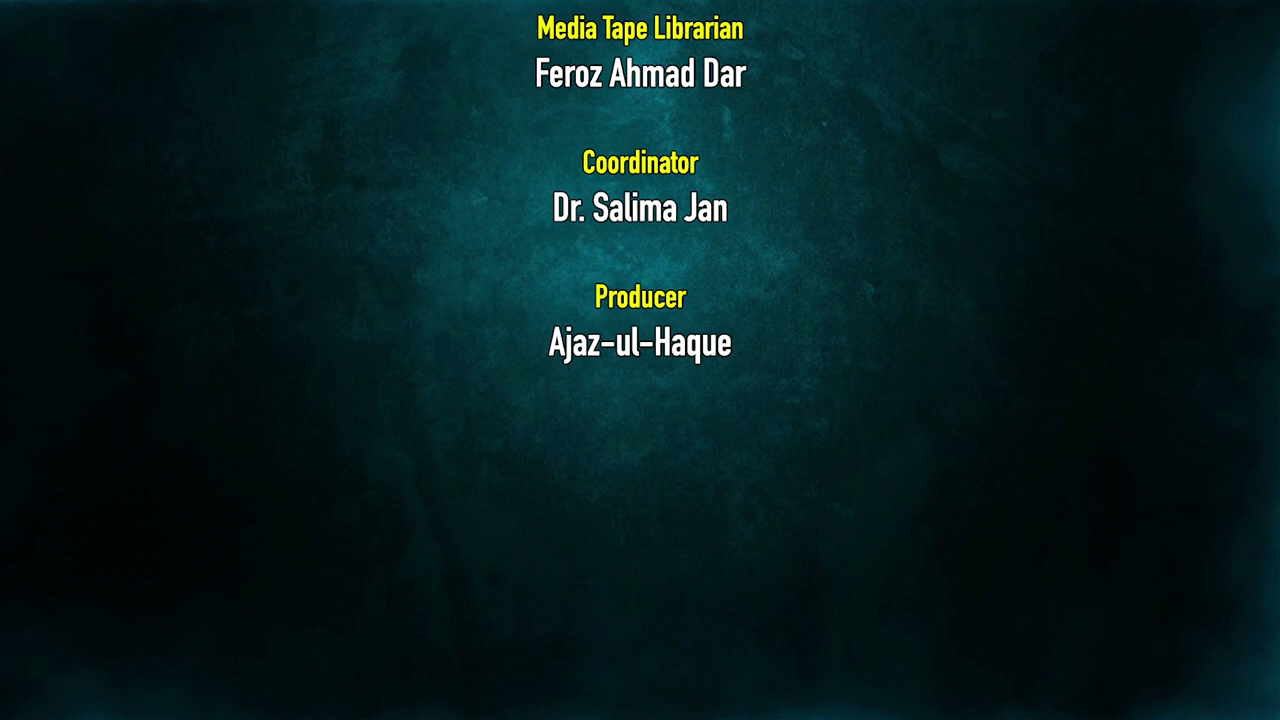 Media Tape Librarian
Feroz Ahmad Dar
Coordinator
Dr. Salima Jan
Producer
Ajaz-ul-Haque